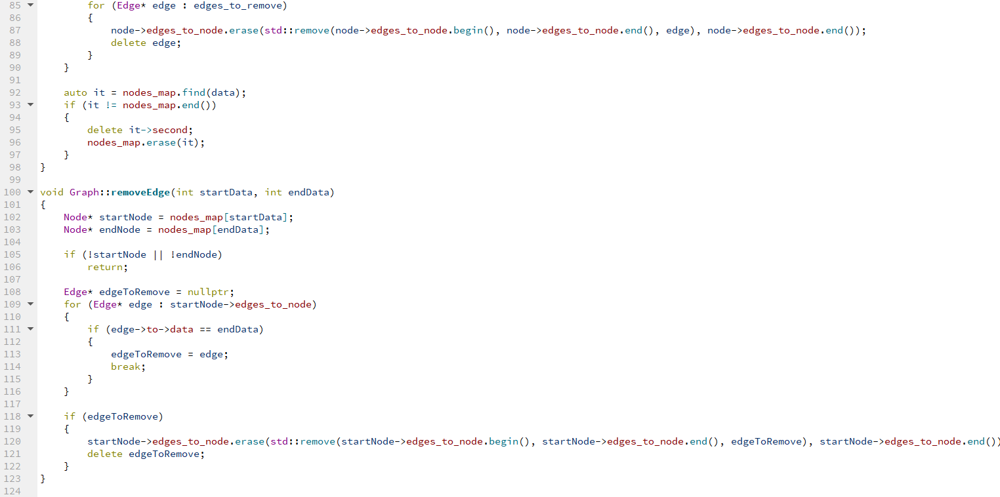 85 for (Edge* edge : edges_to_remove)
86 {
87 node->edges_to_node.erase(std::remove(node->edges_to_node.begin(), node->edges_to_node.end(), edge), node->edges_to_node.end());
88 delete edge;
89 }
90 }
91
92 auto it = nodes_map.find(data);
93 if (it != nodes_map.end())
94 {
95 delete it->second;
96 nodes_map.erase(it);
97 }
98 }
99
100 void Graph::removeEdge(int startData, int endData)
101 {
102 Node* startNode = nodes_map[startData];
103 Node* endNode = nodes_map[endData];
104
105 if (!startNode || !endNode)
106 return;
107
108 Edge* edgeToRemove = nullptr;
109 for (Edge* edge : startNode->edges_to_node)
110 {
111 if (edge->to->data == endData)
112 {
113 edgeToRemove = edge;
114 break;
115 }
116 }
117
118 if (edgeToRemove)
119 {
120 startNode->edges_to_node.erase(std::remove(startNode->edges_to_node.begin(), startNode->edges_to_node.end(), edgeToRemove), startNode->edges_to_node.end())
121 delete edgeToRemove;
122 }
123 }
124